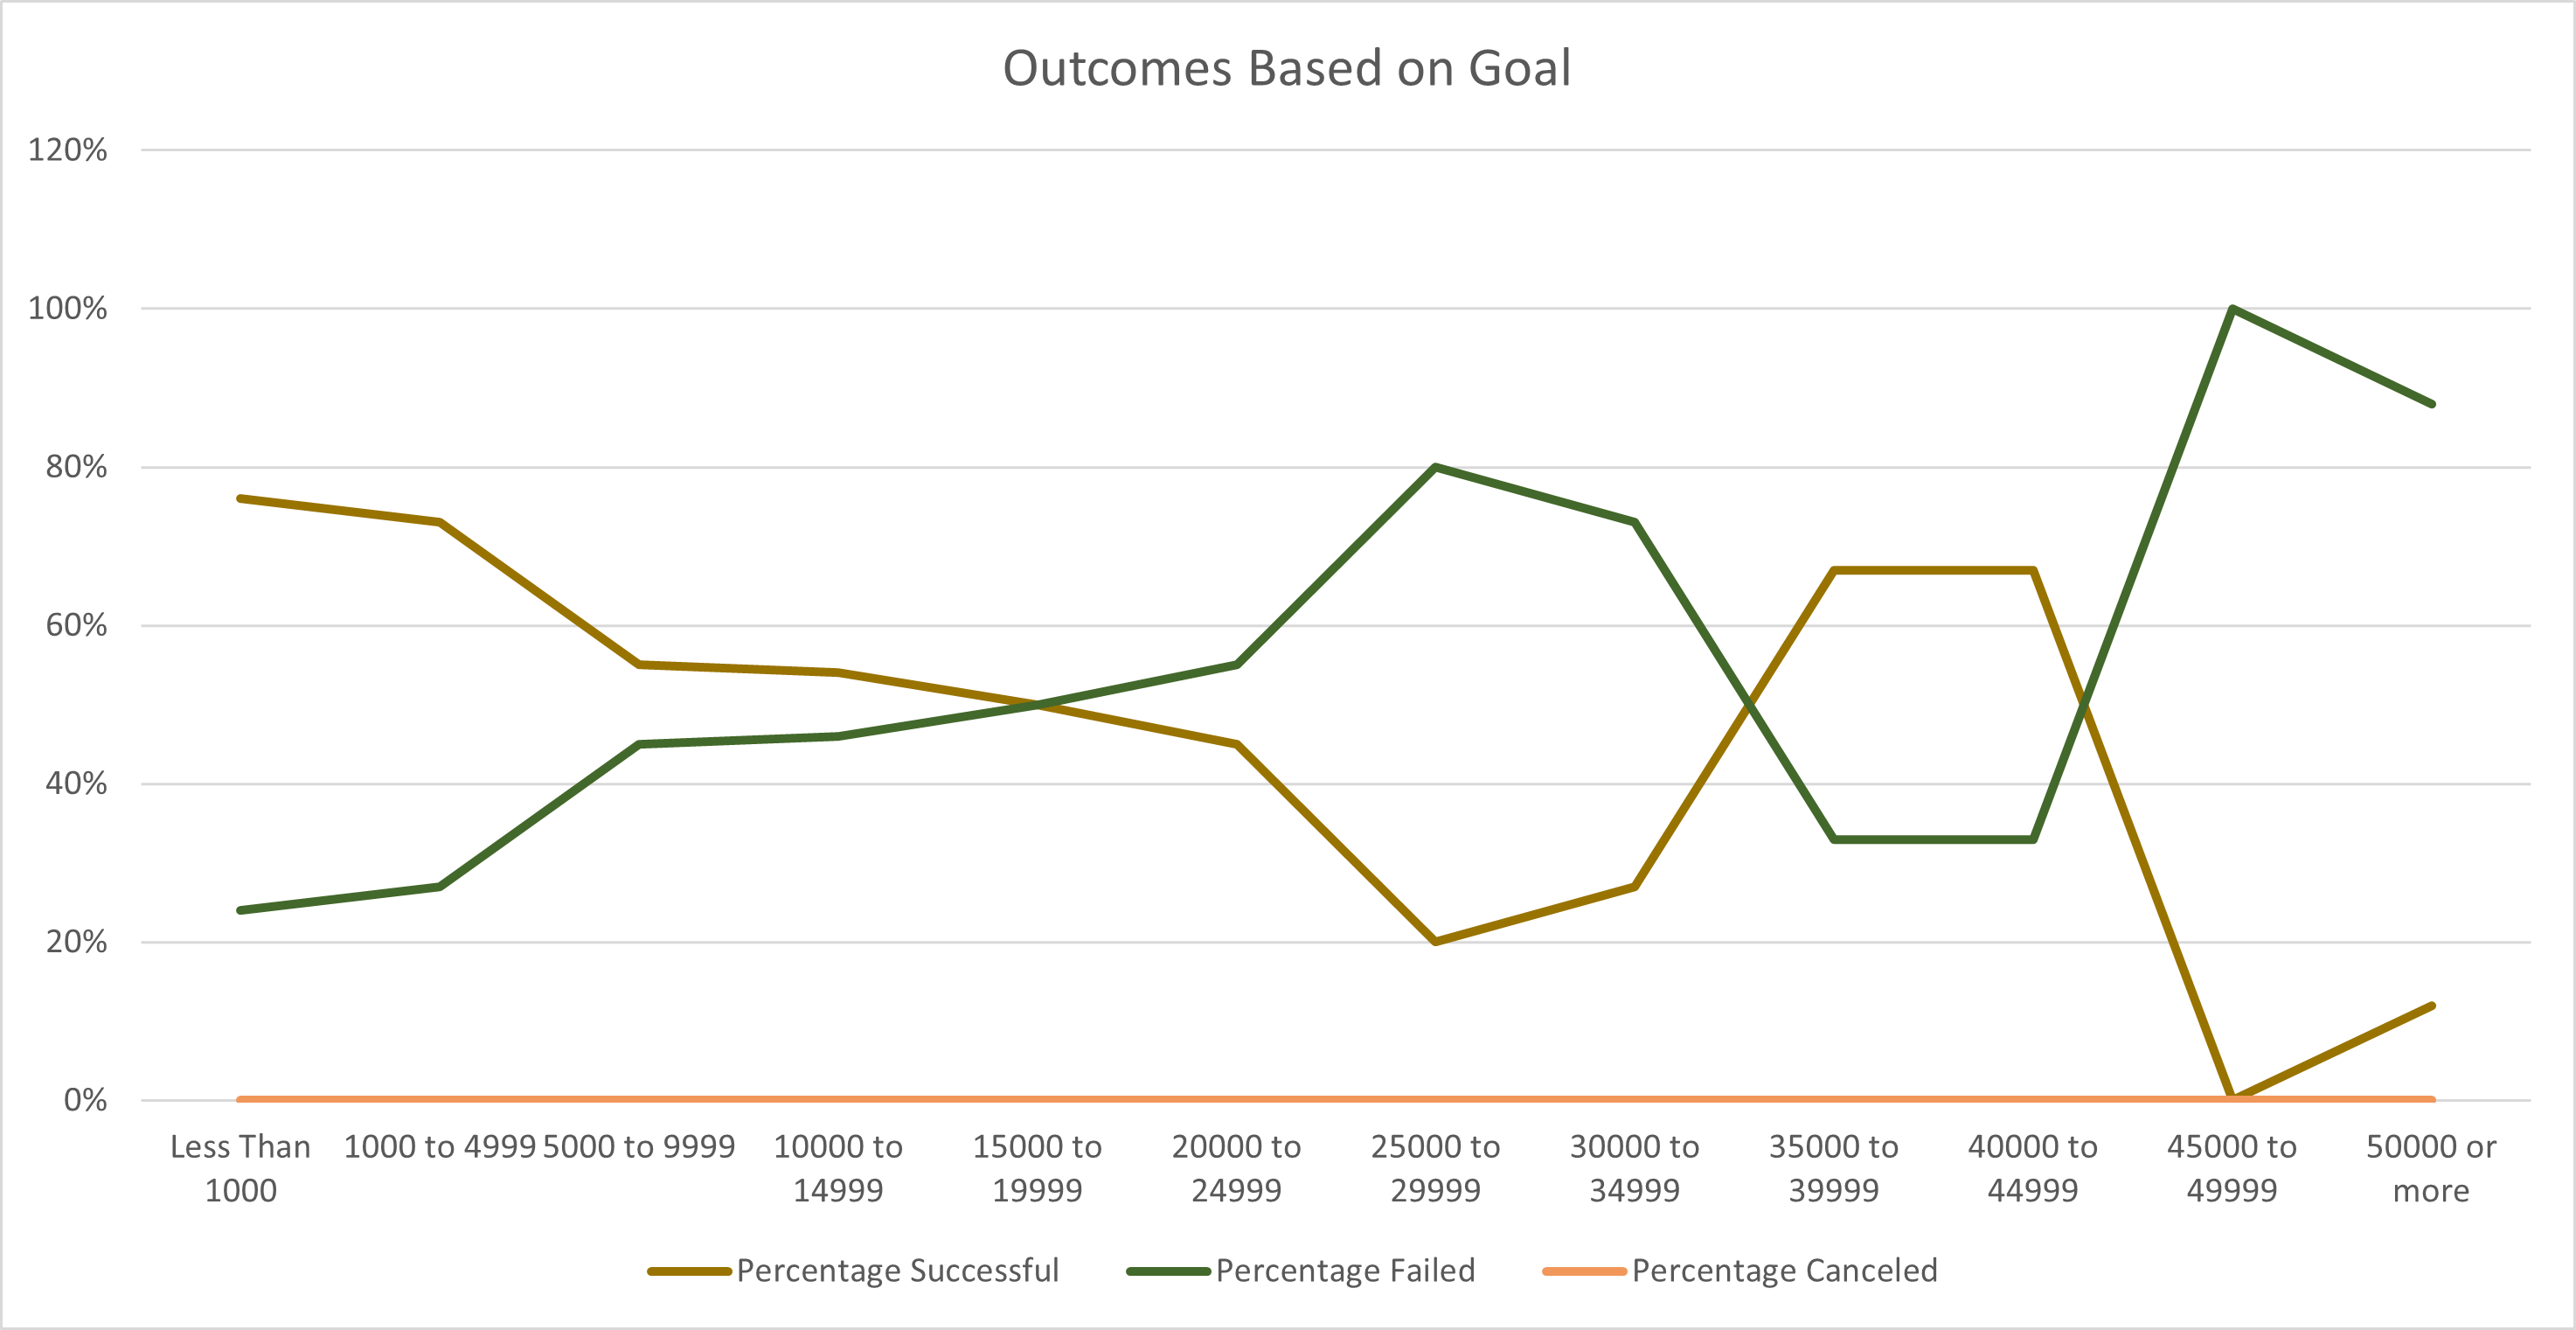 Outcomes Based on Goal
120%
100%
80%
60%
40%
20%
0%
Less Than
1000
1000 to 4999
5000 to 9999
10000 to
14999
15000 to
19999
20000 to
24999
25000 to
29999
30000 to
34999
35000 to
39999
40000 to
44999
45000 to
49999
50000 or
more
Percentage Successful
Percentage Failed
Percentage Canceled